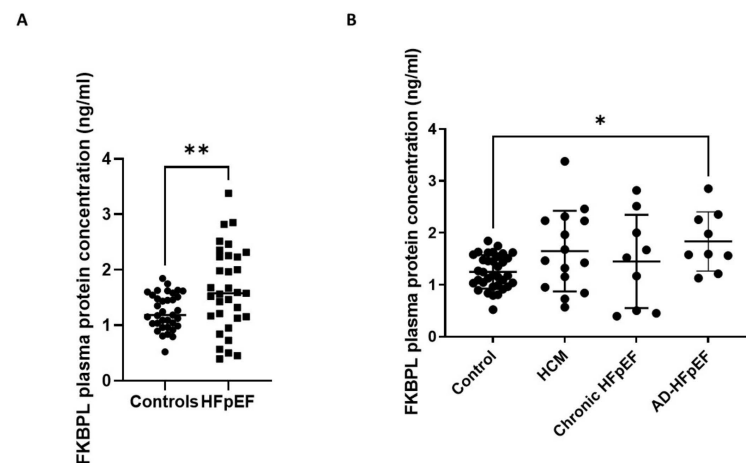 A
B
FKBPL plasma protein concentration (ng/ml)
**
4
3
2
1
0
Controls HFpEF
FKBPL plasma protein concentration (ng/ml)
*
4
3
2
1
0
Control
HCM
Chronic HFpEF
AD-HFpEF